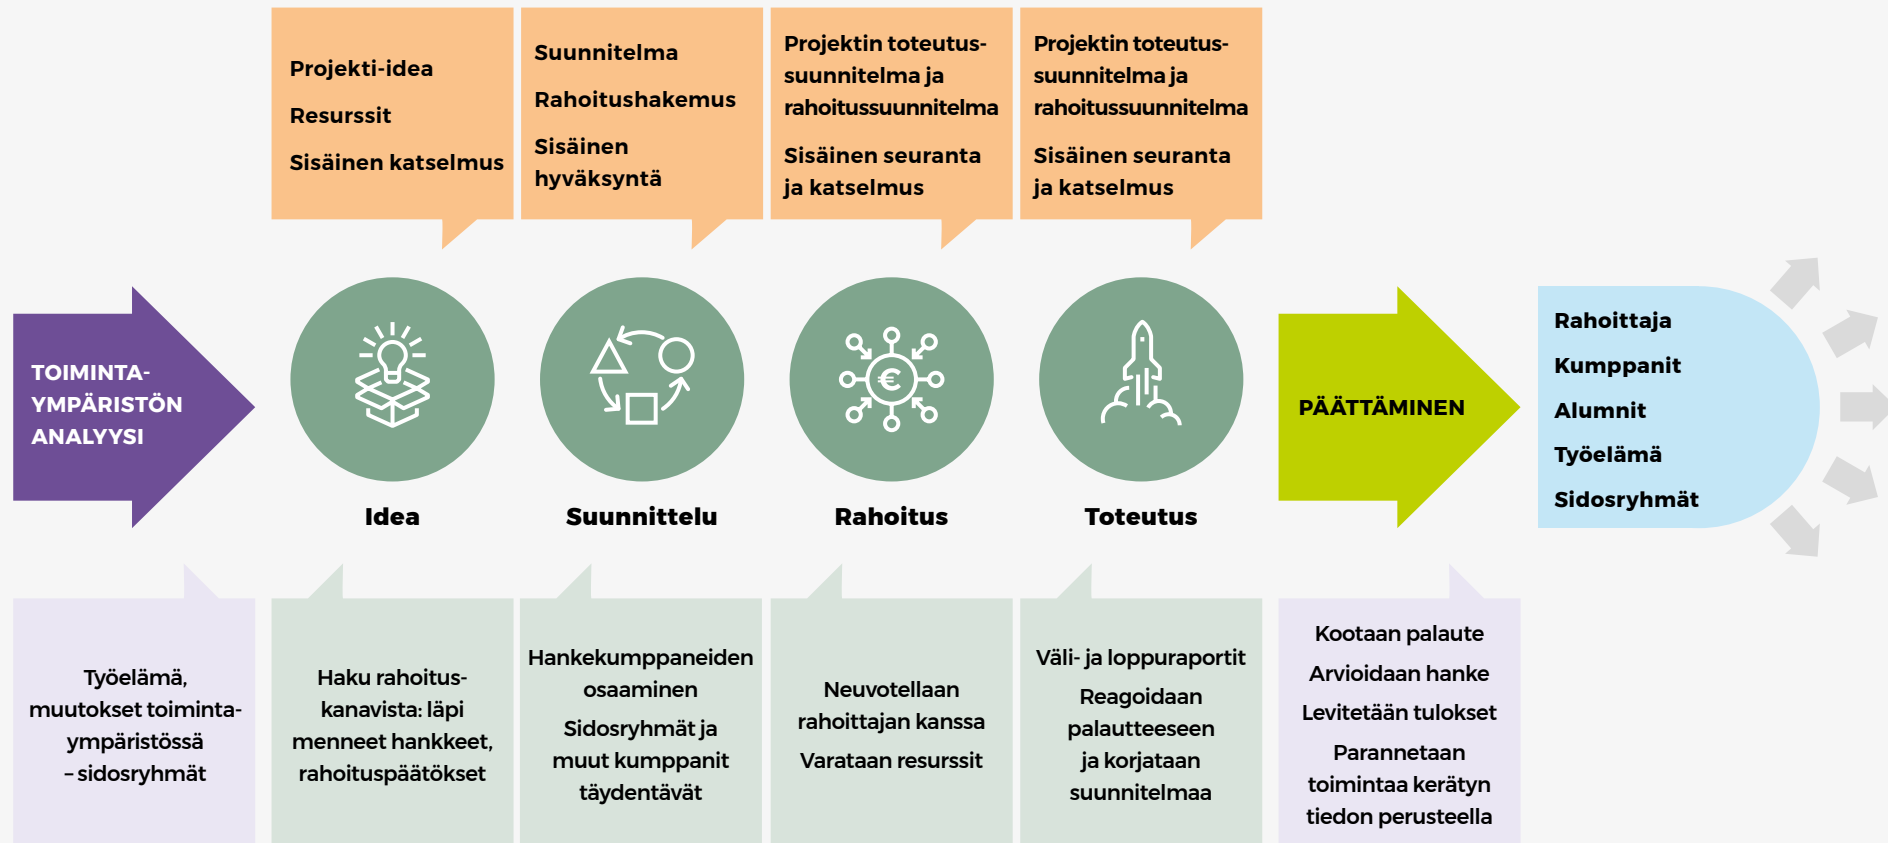 Projekti-idea
Resurssit
Sisäinen katselmus
Suunnitelma
Rahoitushakemus
Sisäinen
hyväksyntä
Projektin toteutus-
suunnitelma ja
rahoitussuunnitelma
Sisäinen seuranta
ja katselmus
Projektin toteutus-
suunnitelma ja
rahoitussuunnitelma
Sisäinen seuranta
ja katselmus
TOIMINTA-
YMPÄRISTÖN
ANALYYSI
€
Idea
Suunnittelu
Rahoitus
Toteutus
PÄÄTTÄMINEN
Rahoittaja
Kumppanit
Alumnit
Työelämä
Sidosryhmät
Työelämä,
muutokset toiminta-
ympäristössä
– sidosryhmät
Haku rahoitus-
kanavista: läpi
menneet hankkeet,
rahoituspäätökset
Hankekumppaneiden
osaaminen
Sidosryhmät ja
muut kumppanit
täydentävät
Neuvotellaan
rahoittajan kanssa
Varataan resurssit
Väli- ja loppuraportit
Reagoidaan
palautteeseen
ja korjataan
suunnitelmaa
Kootaan palaute
Arvioidaan hanke
Levitetään tulokset
Parannetaan
toimintaa kerätyn
tiedon perusteella